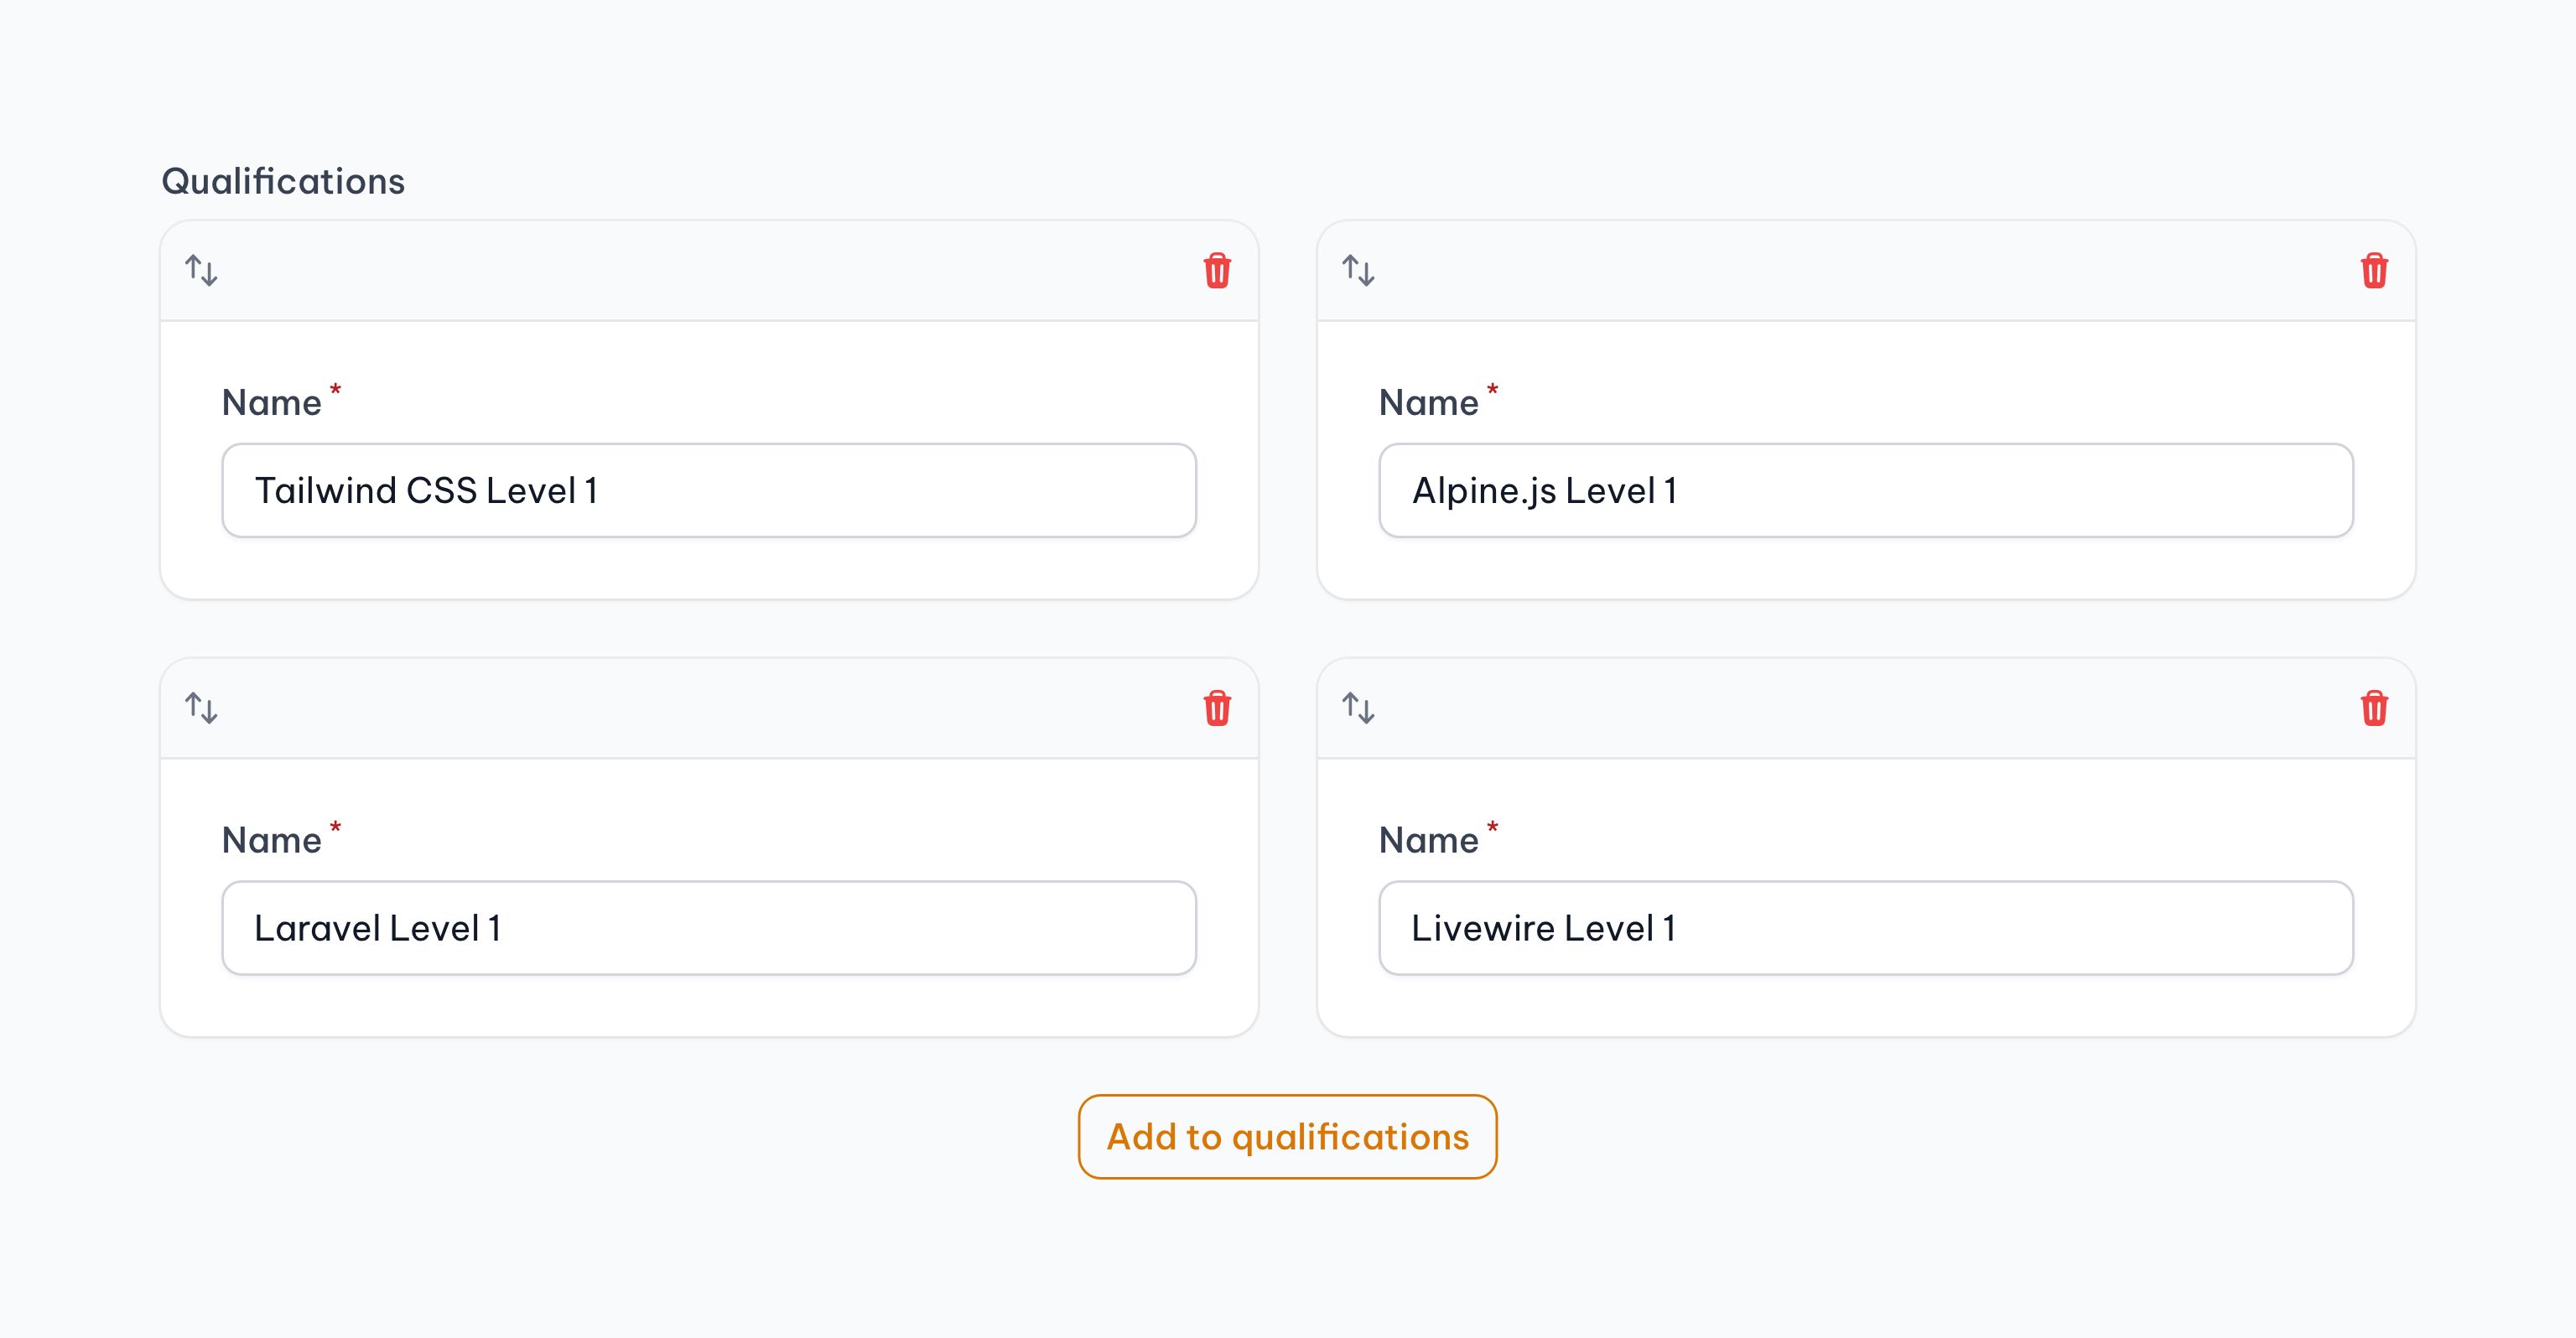 Qualifications
Name *
Tailwind CSS Level 1
Name *
Alpine.js Level 1
Name *
Laravel Level 1
Name *
Livewire Level 1
Add to qualifications